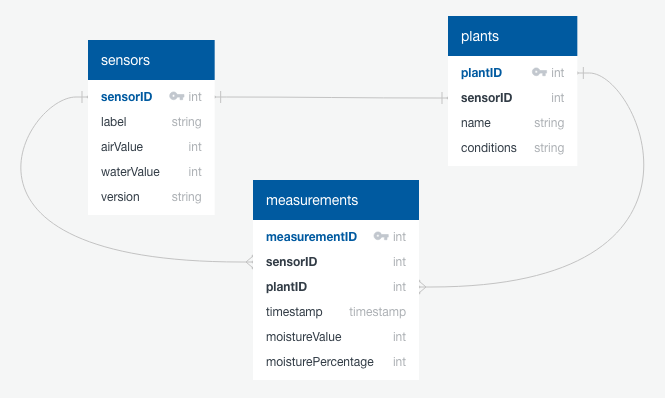 sensors
sensorID int
label string
airValue int
waterValue int
version string
plants
plantID int
sensorID int
name string
conditions string
measurements
measurementID int
sensorID int
plantID int
timestamp timestamp
moistureValue int
moisturePercentage int